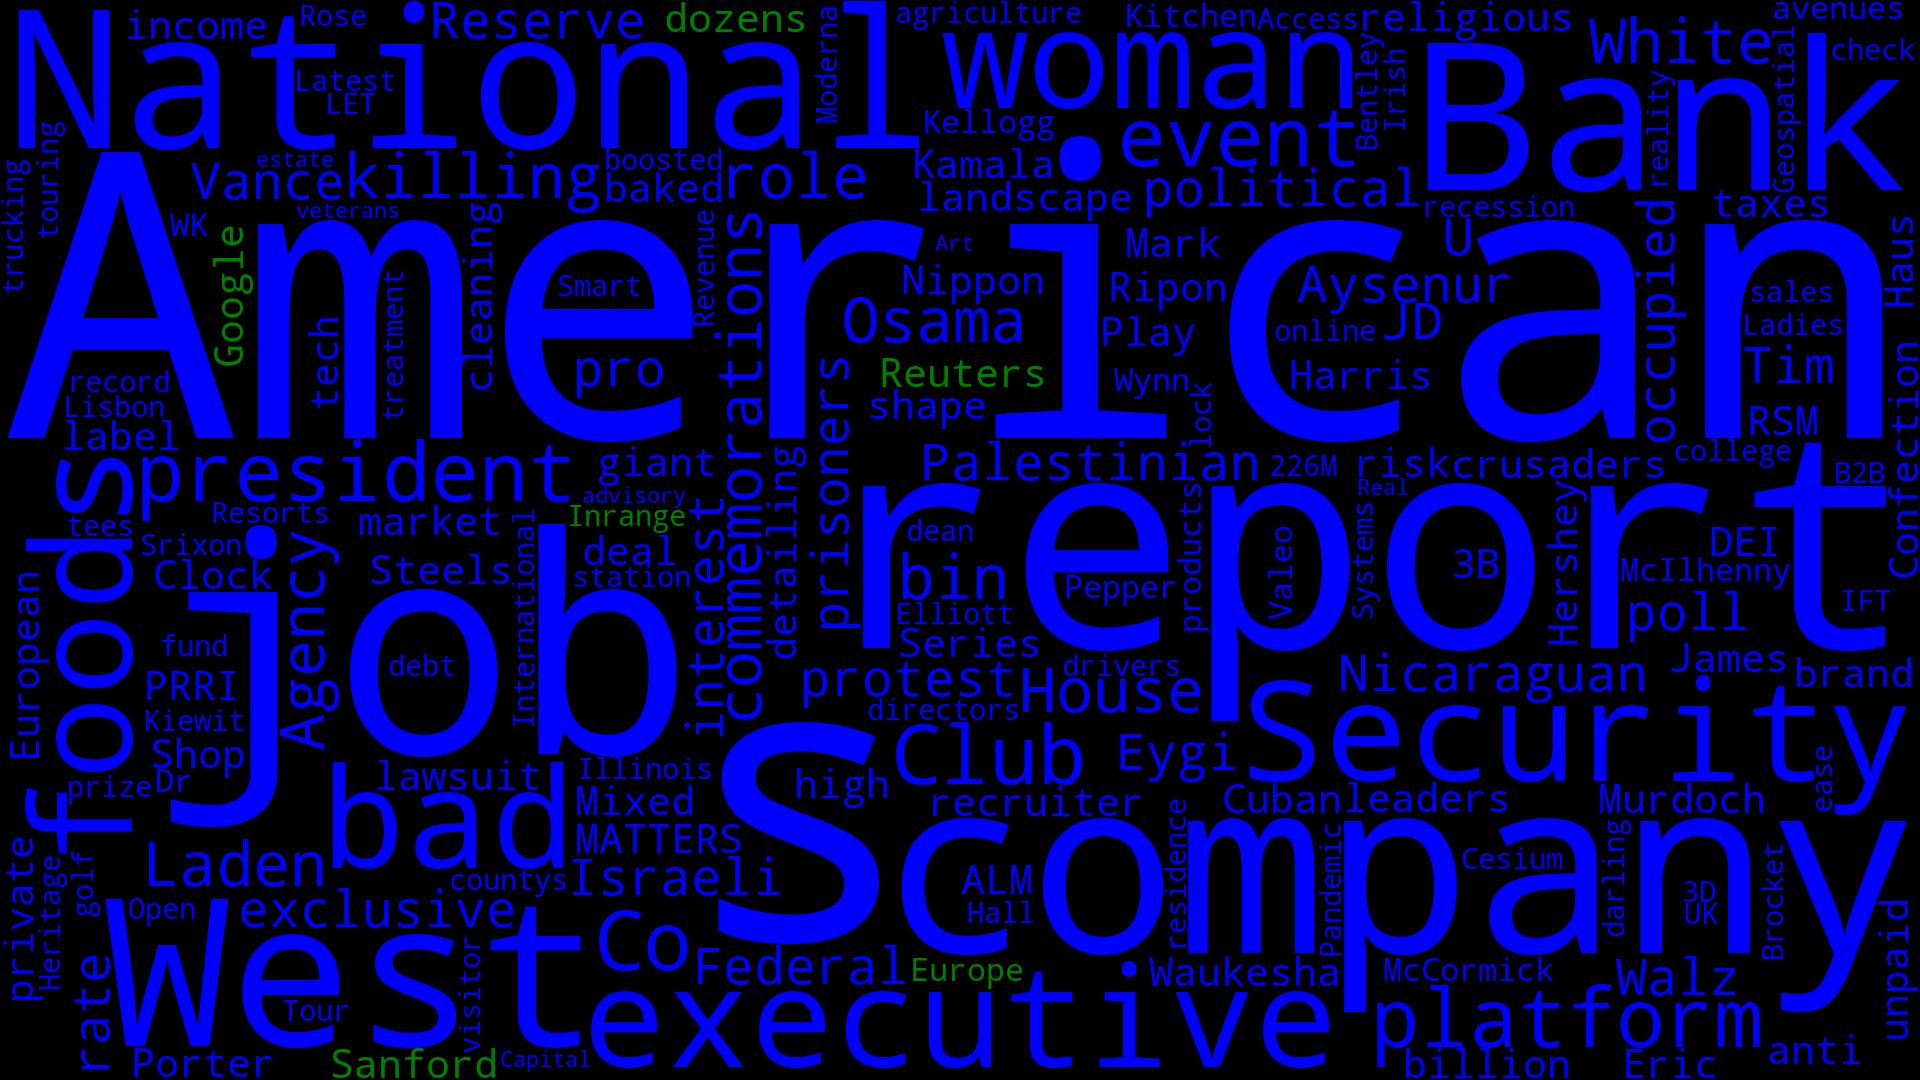 National
income
Rose
Reserve
dozens
Moderna
agriculture
Kitchen
Access
religious
White
avenues
check
Latest
LET
woman
Bentley
Irish
Bank
reality
Geospatial
Kellogg
event
trucking
touring
Vance
estate
killing
boosted
baked
role
Kamala
landscape
political
recession
taxes
WK
veterans
American
Google
cleaning
Revenue
Art
Mark
U
occupied
Haus
tech
treatment
Smart
pro
commemorations
Nippon
Osama
Ripon
Aysenur
Play
online
JD
sales
Ladies
Tim
Reuters
shape
Wynn
Harris
lock
RSM
record
Lisbon
label
foods
president
giant
advisory
Inrange
detailing
prisoners
Palestinian
226M
risk
crusaders
Real
college
B2B
Confection
tees
Resorts
Srixon
market
International
interest
report
dean
bin
Pepper
products
Valeo
Systems
3B
Hershey
DEI
McIlhenny
IFT
poll
Clock
Agency
Steels
deal
station
job
debt
Elliott
Series
European
fund
PRRI
Kiewit
Shop
protest
drivers
House
directors
Nicaraguan
James
brand
Security
prize
Dr
lawsuit
Illinois
Mixed
MATTERS
bad
high
Club
Eygi
recruiter
Cuban
leaders
Murdoch
ease
private
Heritage
golf
Laden
countys
Israeli
S
company
ALM
Hall
residence
Pandemic
Cesium
darling
3D
UK
Brocket
unpaid
Open
exclusive
West
rate
Tour
visitor
Co
Federal
Europe
Waukesha
McCormick
Walz
executive
platform
Porter
Sanford
Capital
billion
Eric
anti